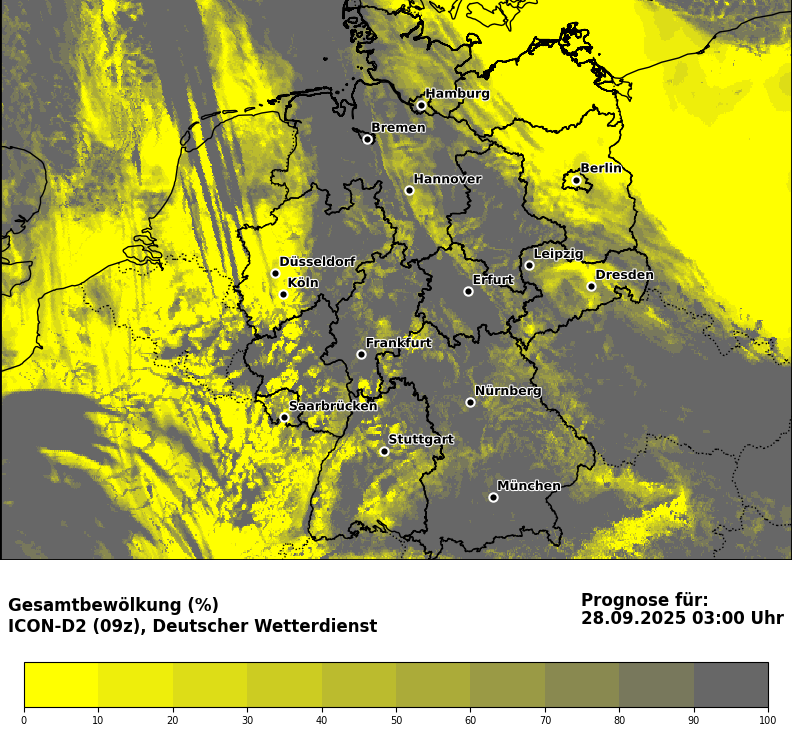 Hamburg
Bremen
Berlin
Hannover
Leipzig
Düsseldorf
Dresden
Köln
Erfurt
Frankfurt
Nürnberg
Saarbrücken
Stuttgart
München
Gesamtbewölkung (%)
ICON-D2 (09z), Deutscher Wetterdienst
Prognose für:
28.09.2025 03:00 Uhr
0 10 20 30 40 50 60 70 80 90 100